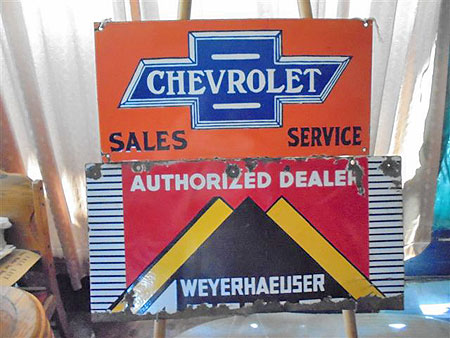 CHEVROLET
SALES SERVICE
AUTHORIZED DEALER
WEYERHAEUSER